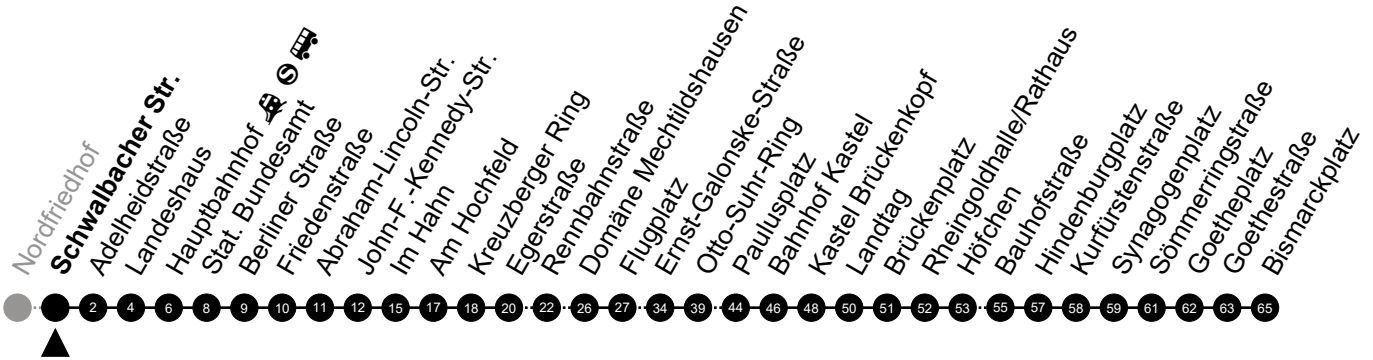 Nordfriedhof
Schwalbacher Str.
Adelheidstraße
Landeshaus
Hauptbahnhof S
Stat. Bundesamt
Berliner Straße
Friedenstraße
Abraham-Lincoln-Str.
John-F.-Kennedy-Str.
Im Hahn
Am Hochfeld
Kreuzberger Ring
Egerstraße
Rennbahnstraße
Domäne Mechtildshausen
Flugplatz
Ernst-Galonske-Straße
Otto-Suhr-Ring
Paulusplatz
Bahnhof Kastel
Kastel Brückenkopf
Landtag
Brückenplatz
Rheingoldhalle/Rathaus
Höfchen
Bauhofstraße
Hindenburgplatz
Kurfürstenstraße
Synagogenplatz
Sömmerringstraße
Goetheplatz
Goethestraße
Bismarckplatz
2 4 6 8 9 10 11 12 15 17 18 20 22 26 27 34 39 44 46 48 50 51 52 53 55 57 58 59 61 62 63 65